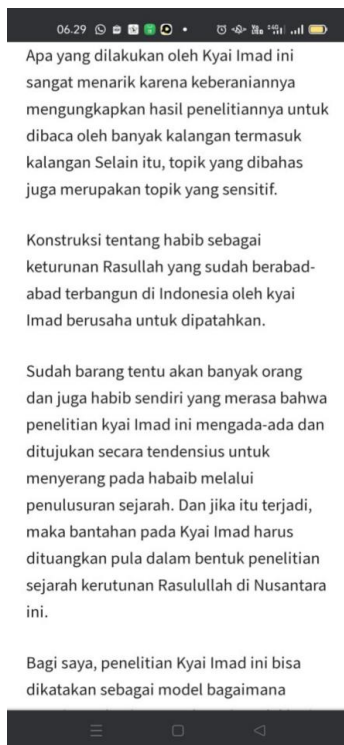 06.29
Apa yang dilakukan oleh Kyai Imad ini
sangat menarik karena keberaniannya
mengungkapkan hasil penelitiannya untuk
dibaca oleh banyak kalangan termasuk
kalangan Selain itu, topik yang dibahas
juga merupakan topik yang sensitif.
Konstruksi tentang habib sebagai
keturunan Rasullah yang sudah berabad-
abad terbangun di Indonesia oleh kyai
Imad berusaha untuk dipatahkan.
Sudah barang tentu akan banyak orang
dan juga habib sendiri yang merasa bahwa
penelitian kyai Imad ini mengada-ada dan
ditujukan secara tendensius untuk
menyerang pada habaib melalui
penulusuran sejarah. Dan jika itu terjadi,
maka bantahan pada Kyai Imad harus
dituangkan pula dalam bentuk penelitian
sejarah kerutunan Rasulullah di Nusantara
ini.
Bagi saya, penelitian Kyai Imad ini bisa
dikatakan sebagai model bagaimana